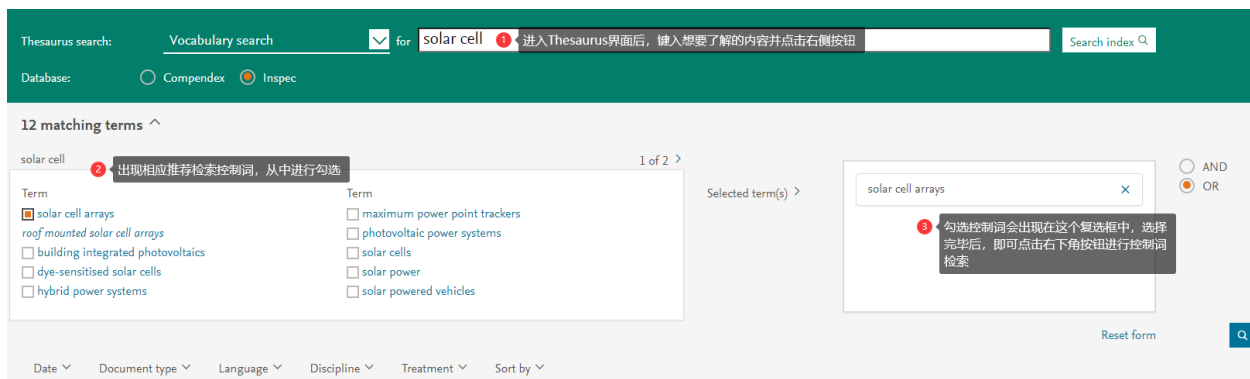 Thesaurus search: Vocabulary search for solar cell 1 进入Thesaurus界面后，键入想要了解的内容并点击右侧按钮 Search index
Database: Compendex Inspec
12 matching terms
solar cell 1 of 2
2 出现相应推荐检索控制词，从中进行勾选
Term
solar cell arrays
roof mounted solar cell arrays
building integrated photovoltaics
dye-sensitised solar cells
hybrid power systems
Term
maximum power point trackers
photovoltaic power systems
solar cells
solar power
solar powered vehicles
Selected term(s)
solar cell arrays ×
3 勾选控制词会出现在这个复选框中，选择
完毕后，即可点击右下角按钮进行控制词
检索
AND
OR
Reset form
Date Document type Language Discipline Treatment Sort by